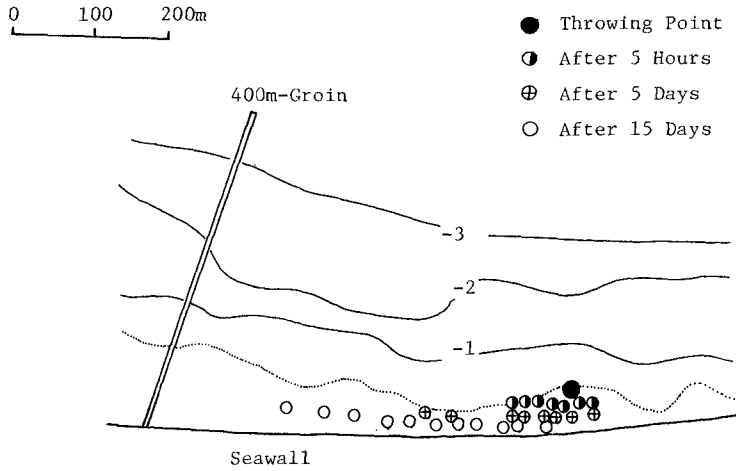 0 100 200m
Throwing Point
After 5 Hours
After 5 Days
After 15 Days
400m-Groin
-3
-2
-1
Seawall